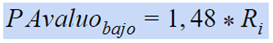 PAvaluo_bajo = 1,48 * R_i